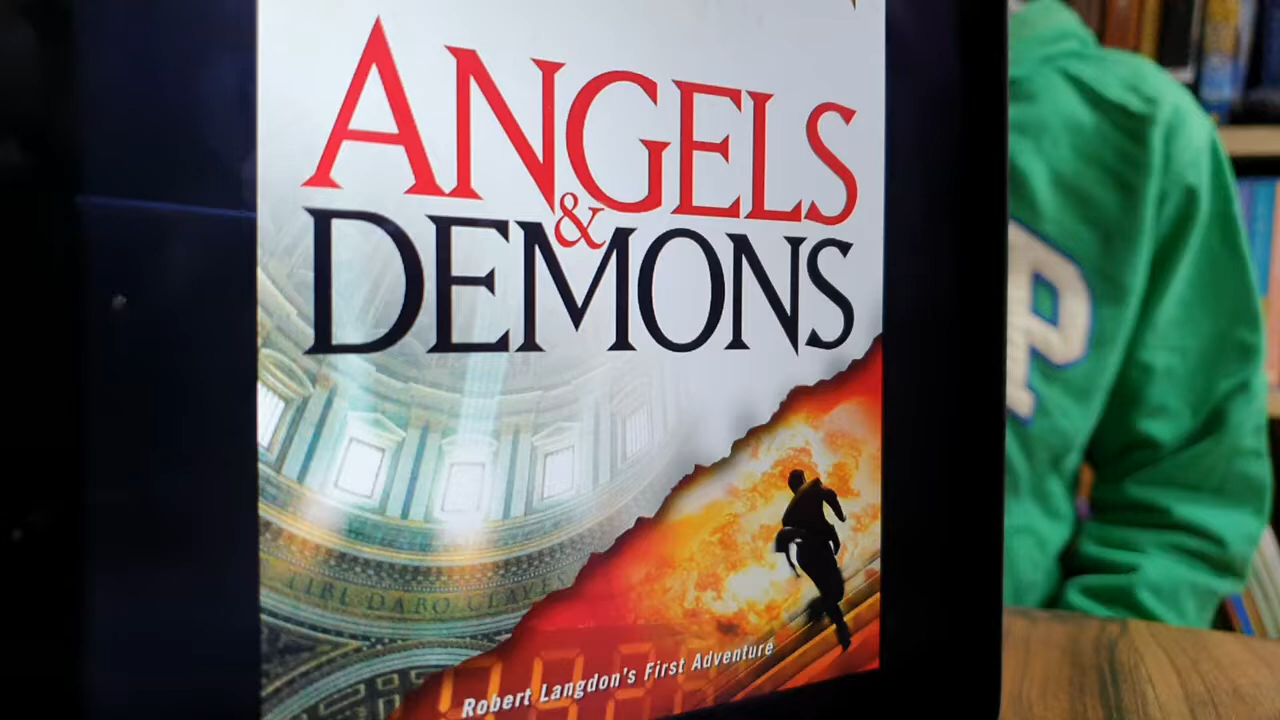 ANGELS
&
DEMONS
TIBI DABO CLAVES
Robert Langdon's First Adventure
P